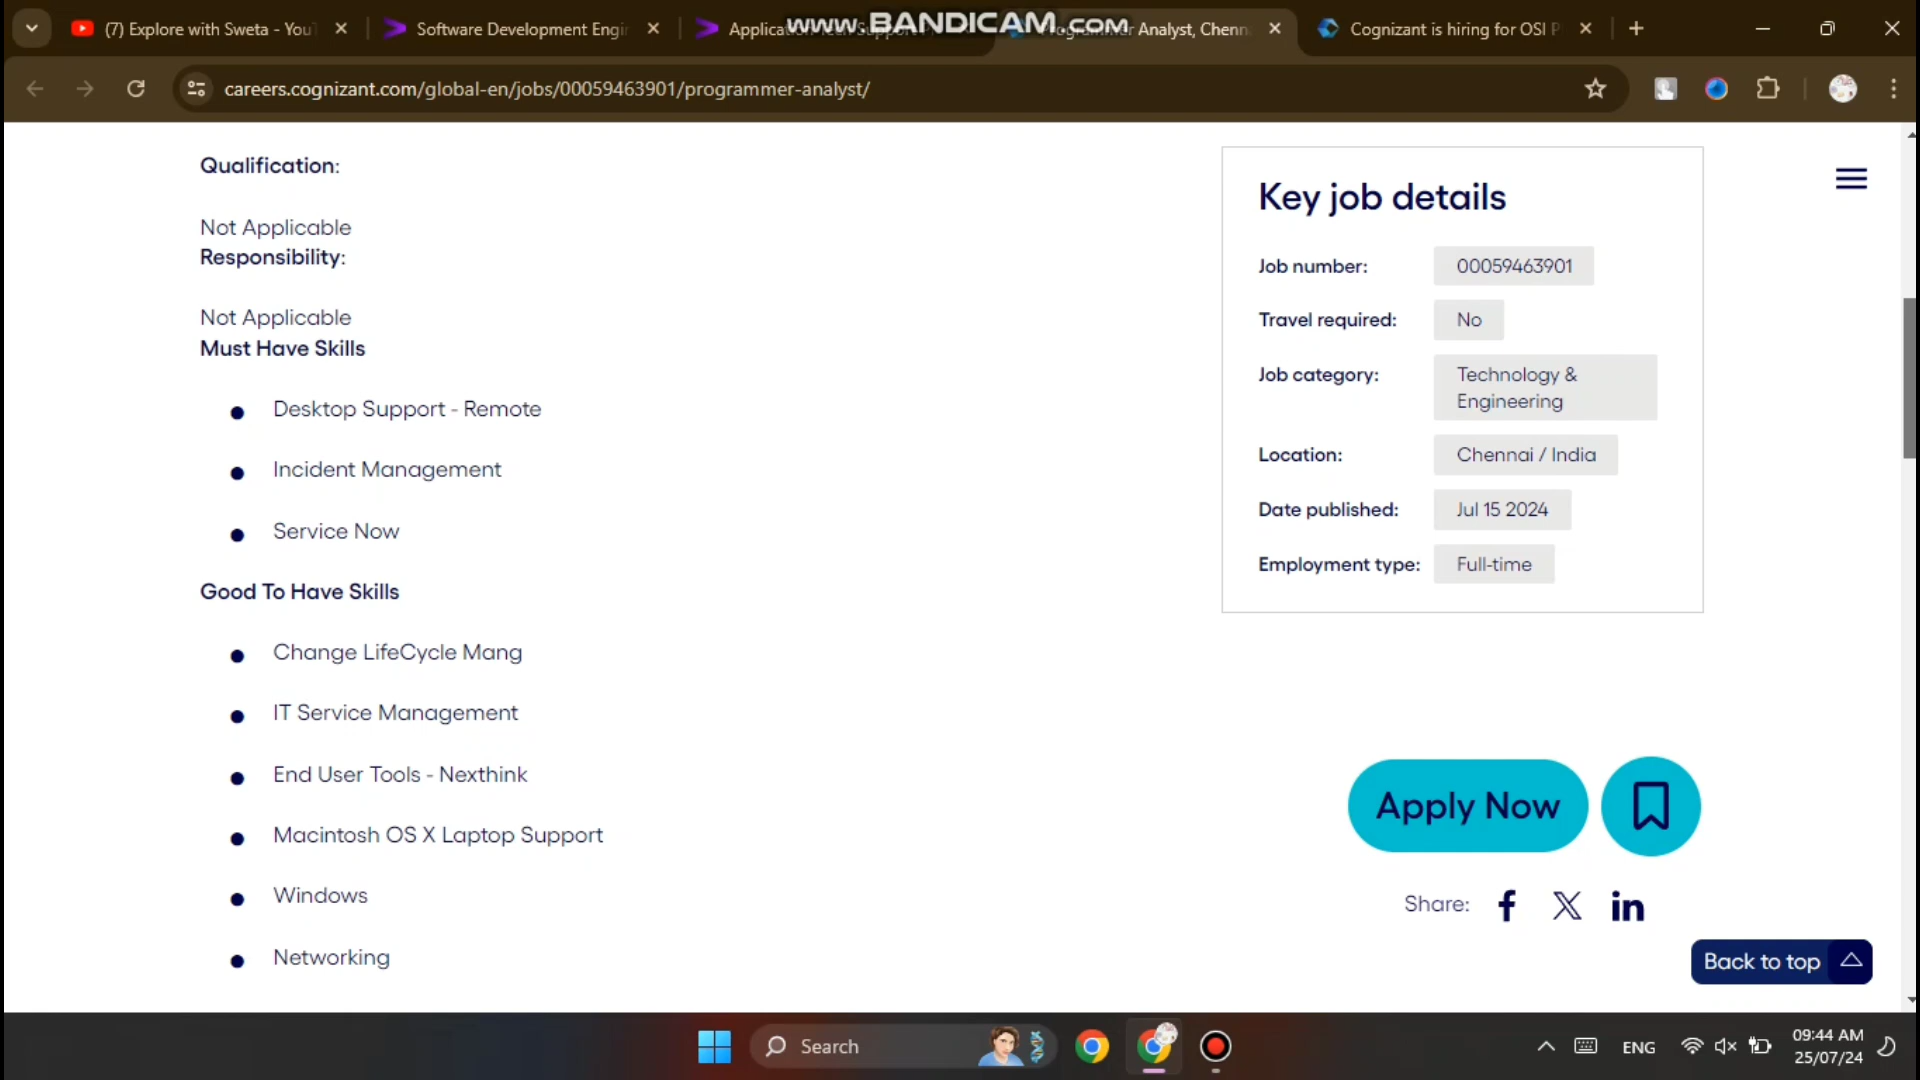 (7) Explore with Sweta - You
Software Development Engin
Applica
www.BANDICAM.com
Analyst, Chenn
Cognizant is hiring for OSI P
careers.cognizant.com/global-en/jobs/00059463901/programmer-analyst/
Qualification:
Not Applicable
Responsibility:
Not Applicable
Must Have Skills
Desktop Support - Remote
Incident Management
Service Now
Good To Have Skills
Change LifeCycle Mang
IT Service Management
End User Tools - Nexthink
Macintosh OS X Laptop Support
Windows
Networking
Key job details
Job number: 00059463901
Travel required: No
Job category: Technology &
Engineering
Location: Chennai / India
Date published: Jul 15 2024
Employment type: Full-time
Apply Now
Share:
Back to top
Search
ENG
09:44 AM
25/07/24